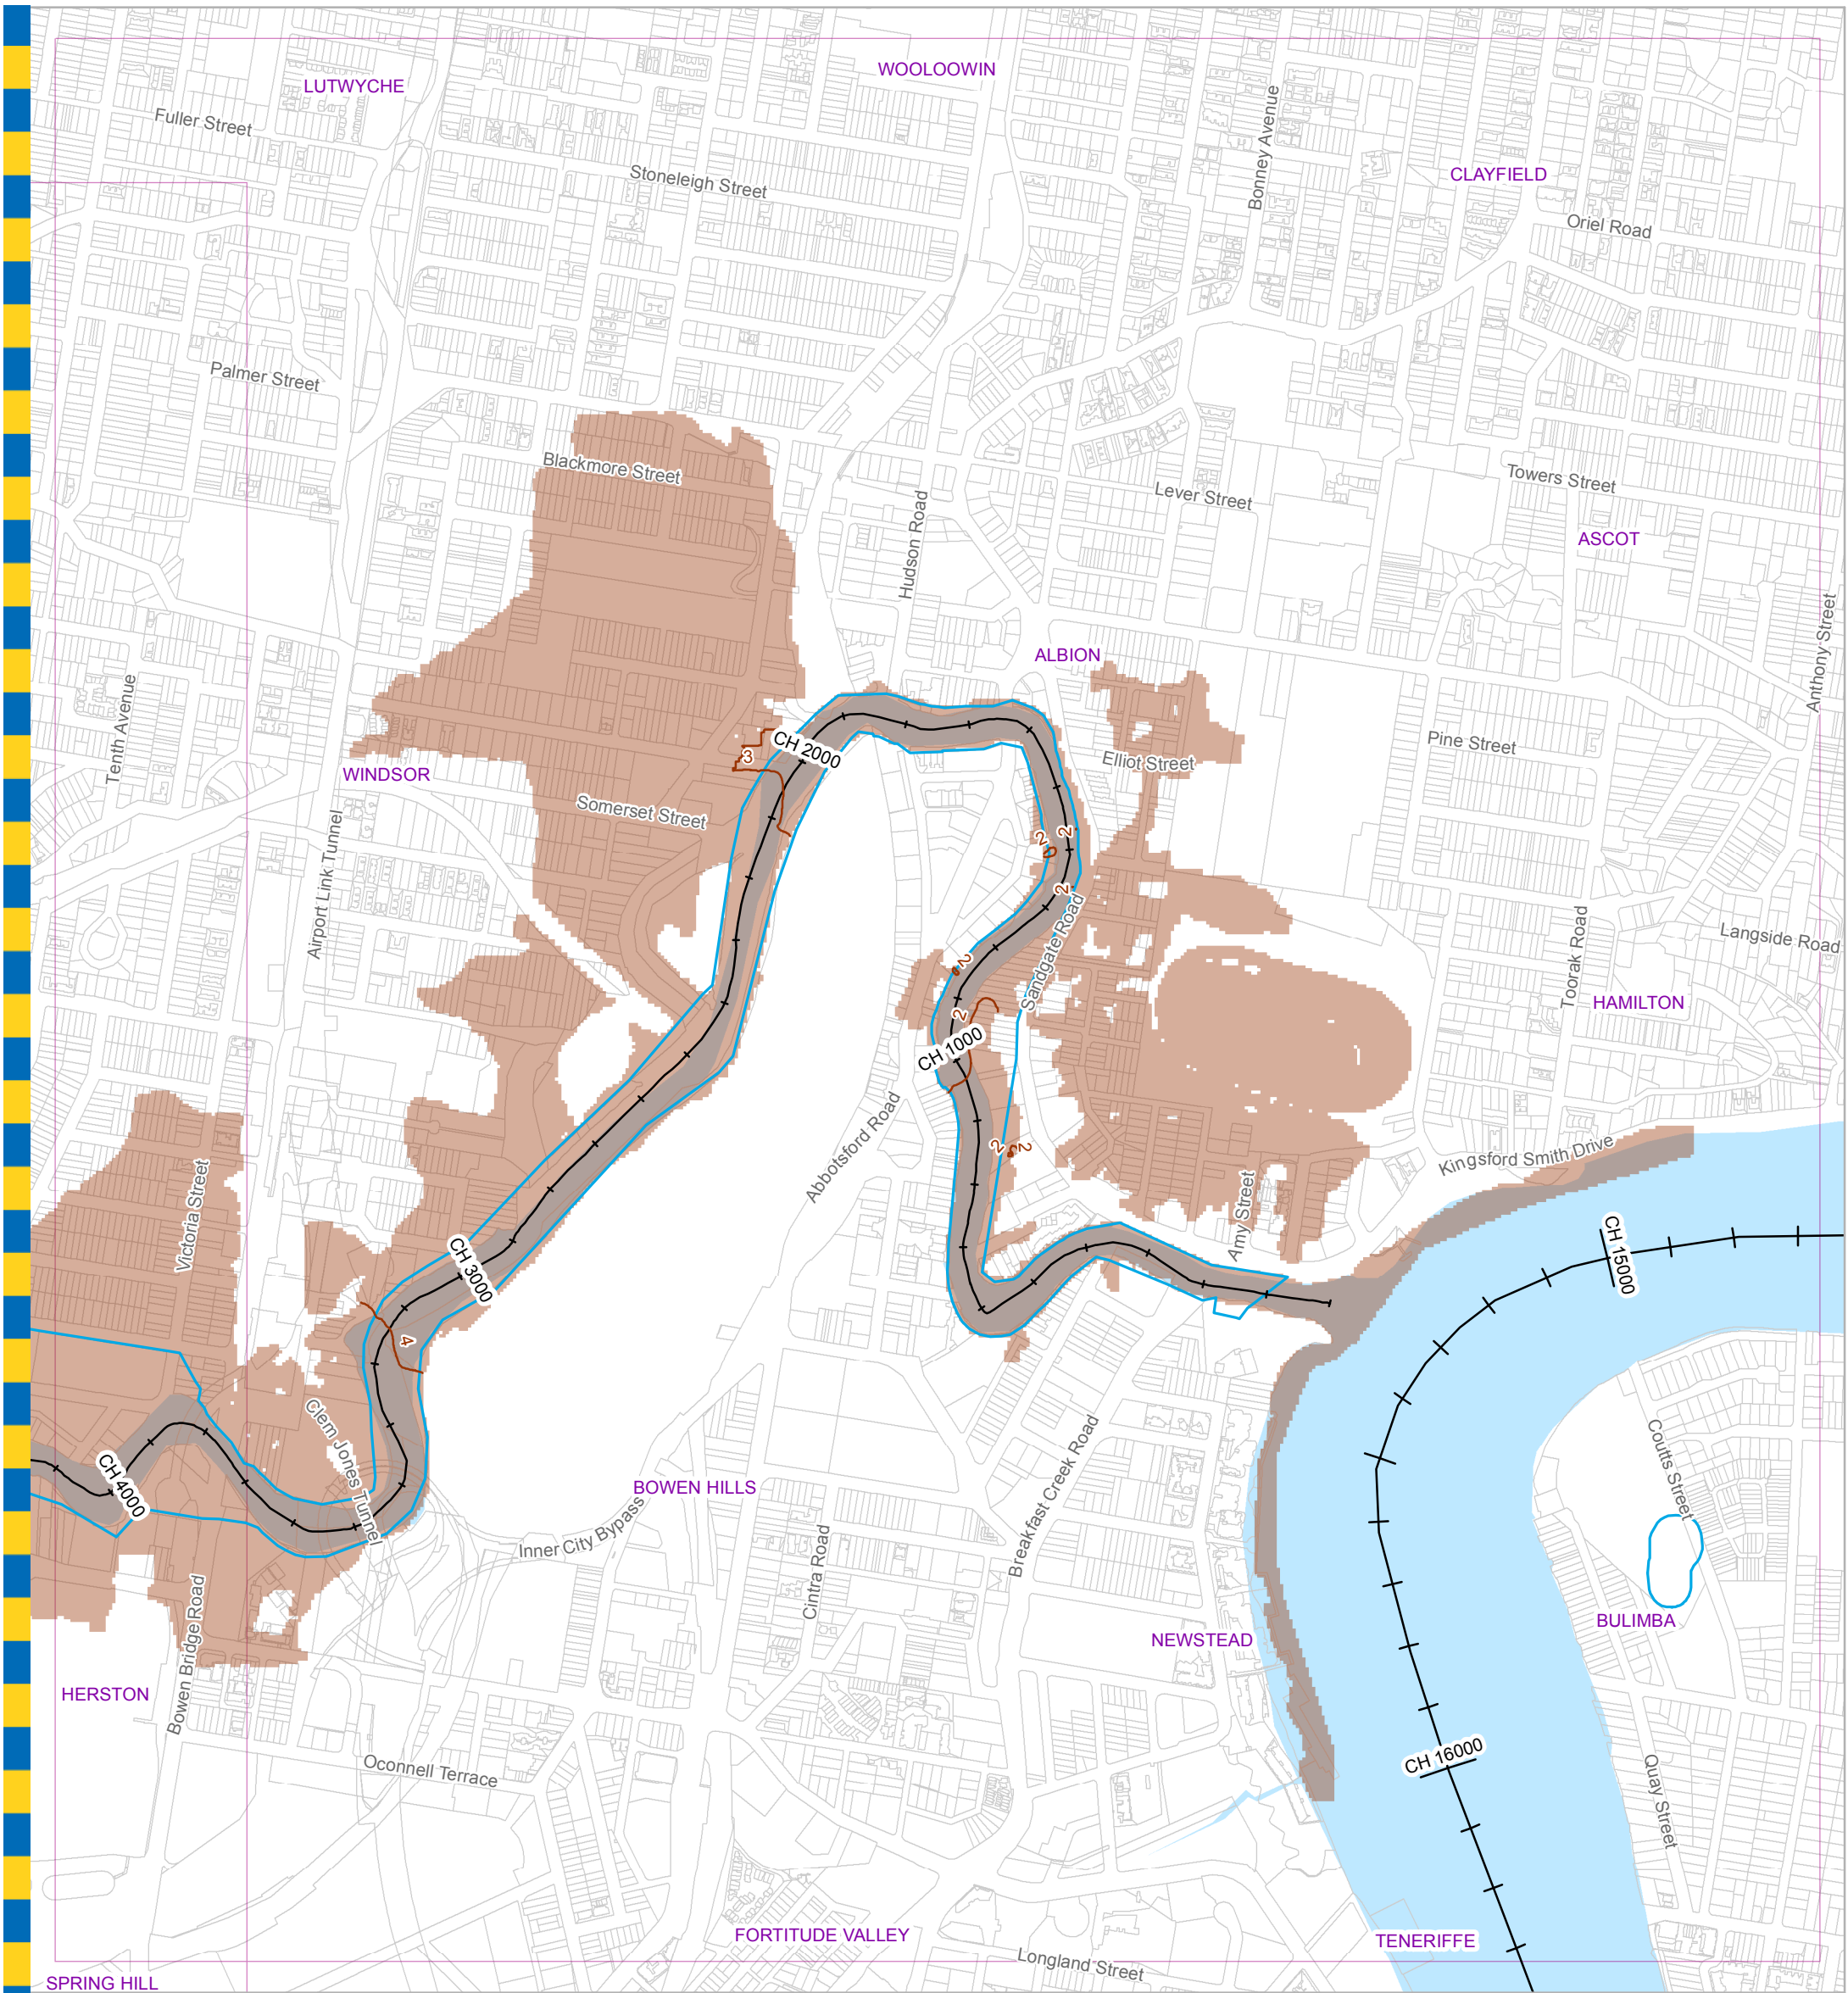 WOOLOOWIN
LUTWYCHE
Fuller Street
Bonney Avenue
Stoneleigh Street
CLAYFIELD
Oriel Road
Palmer Street
Blackmore Street
Lever Street
Towers Street
Hudson Road
ASCOT
Anthony Street
ALBION
Tenth Avenue
Pine Street
CH 2000
3
Elliot Street
WINDSOR
Somerset Street
2
2
2
Airport Link Tunnel
Sandgate Road
Toorak Road
Langside Road
2
HAMILTON
2
CH 1000
Abbotsford Road
2
2
Kingsford Smith Drive
Victoria Street
Amy Street
CH 3000
CH 15000
4
Clem Jones Tunnel
CH 4000
Coutts Street
BOWEN HILLS
Breakfast Creek Road
Inner City Bypass
Cintra Road
BULIMBA
NEWSTEAD
Bowen Bridge Road
HERSTON
CH 16000
Oconnell Terrace
Quay Street
FORTITUDE VALLEY
TENERIFFE
Longland Street
SPRING HILL